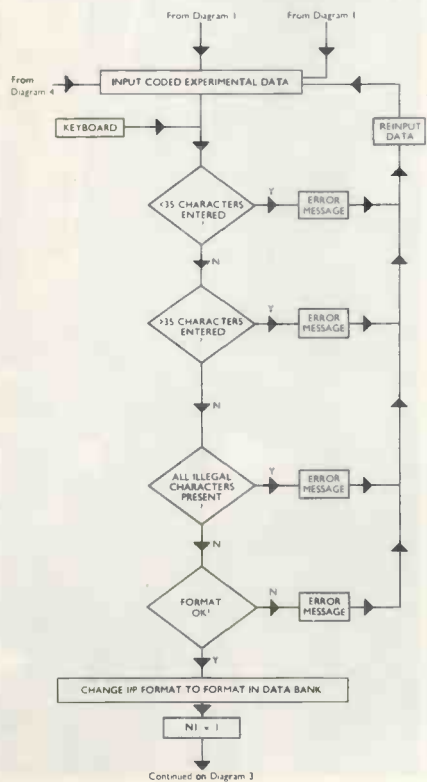 From Diagram 1
From Diagram 1
From
Diagram 4
INPUT CODED EXPERIMENTAL DATA
KEYBOARD
REINPUT
DATA
<35 CHARACTERS
ENTERED
?
Y
ERROR
MESSAGE
N
>35 CHARACTERS
ENTERED
?
Y
ERROR
MESSAGE
N
ALL ILLEGAL
CHARACTERS
PRESENT
?
Y
ERROR
MESSAGE
N
FORMAT
OK?
N
ERROR
MESSAGE
Y
CHANGE I/P FORMAT TO FORMAT IN DATA BANK
N1 = 1
Continued on Diagram 3